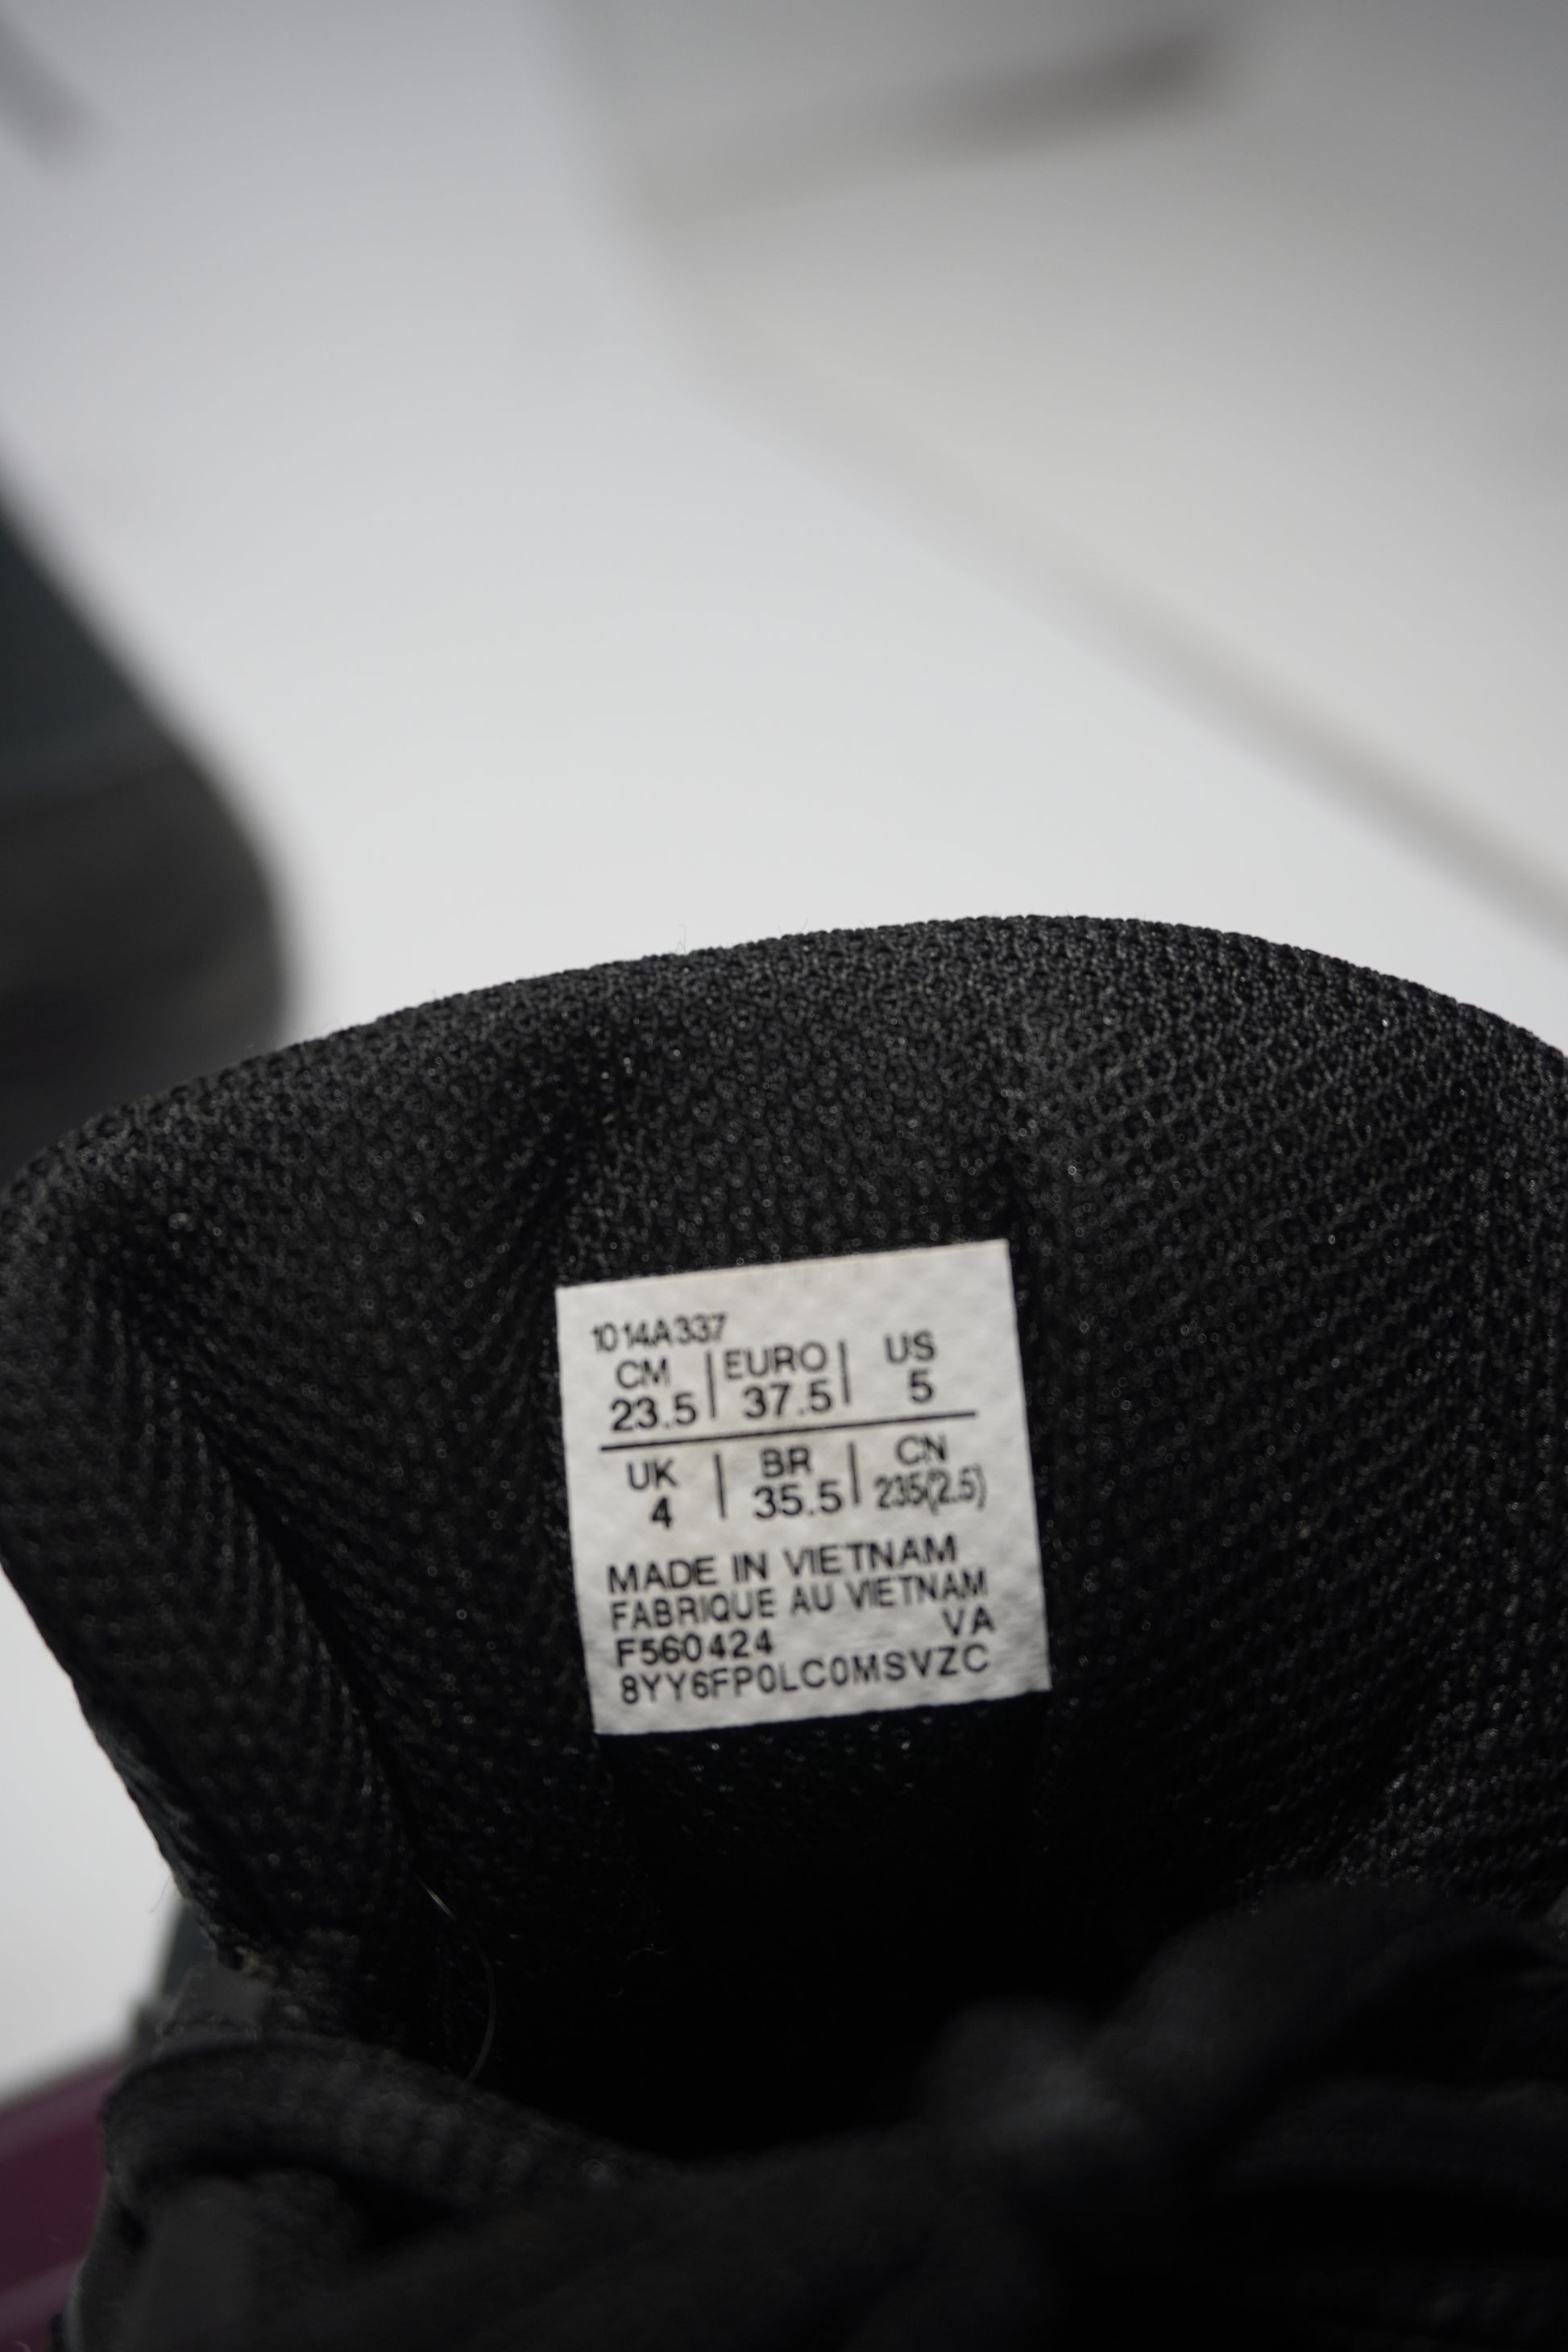 1014A337
CM | EURO | US
23.5 | 37.5 | 5
UK | BR | CN
4 | 35.5 | 235(2.5)
MADE IN VIETNAM
FABRIQUE AU VIETNAM
F560424 VA
8YY6FP0LC0MSVZC